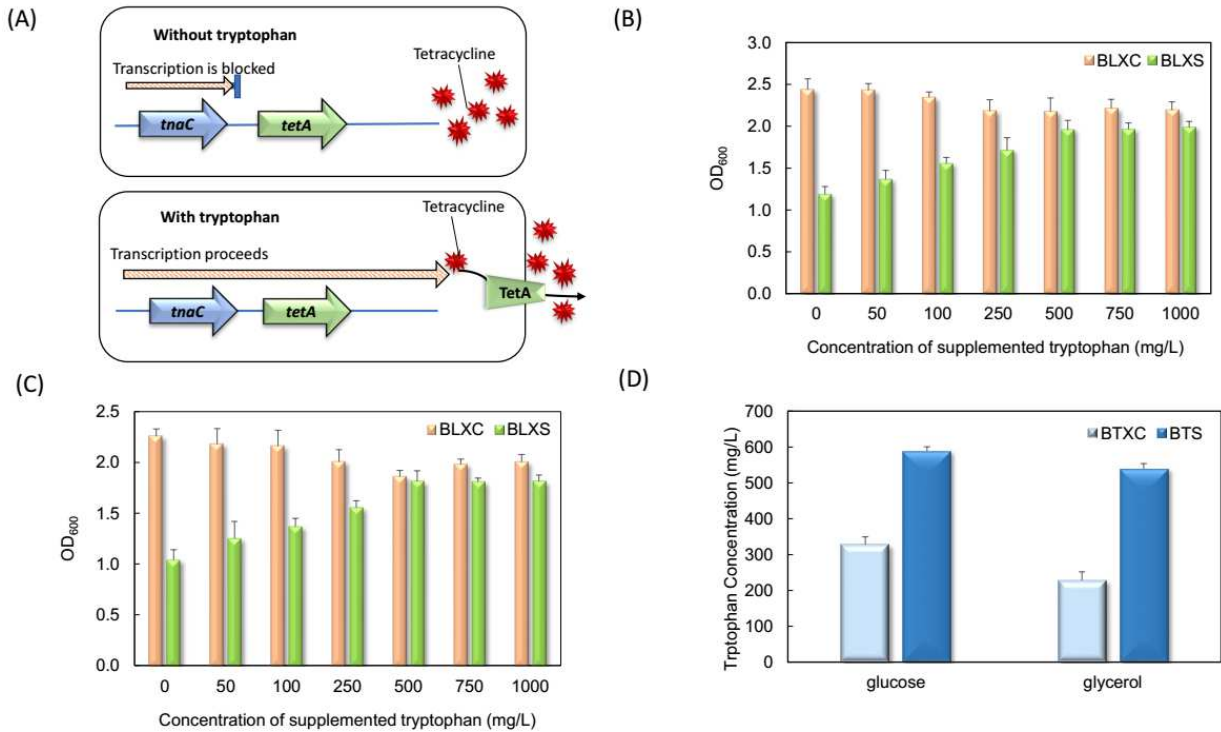 (A)
Without tryptophan
Transcription is blocked
Tetracycline
tnaC
tetA
With tryptophan
Transcription proceeds
Tetracycline
TetA
tnaC
tetA
(B)
BLXC
BLXS
3.0
2.5
2.0
1.5
1.0
0.5
0.0
OD600
0 50 100 250 500 750 1000
Concentration of supplemented tryptophan (mg/L)
(C)
BLXC
BLXS
2.5
2.0
1.5
1.0
0.5
0.0
OD600
0 50 100 250 500 750 1000
Concentration of supplemented tryptophan (mg/L)
(D)
BTXC
BTS
700
600
500
400
300
200
100
0
Trptophan Concentration (mg/L)
glucose glycerol